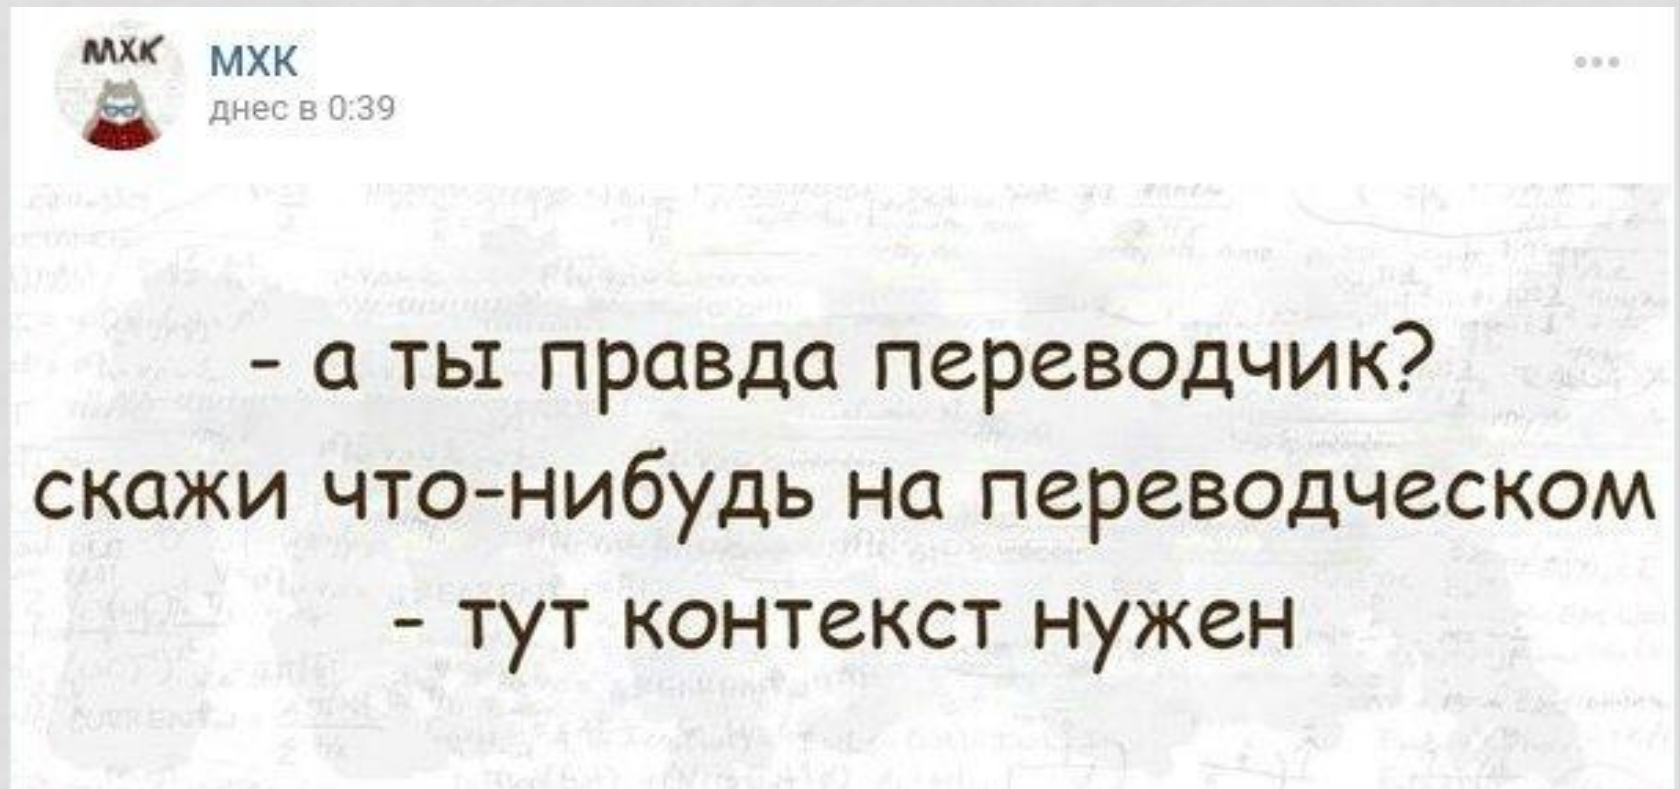 МХК
МХК
днес в 0:39
- а ты правда переводчик?
скажи что-нибудь на переводческом
- тут контекст нужен